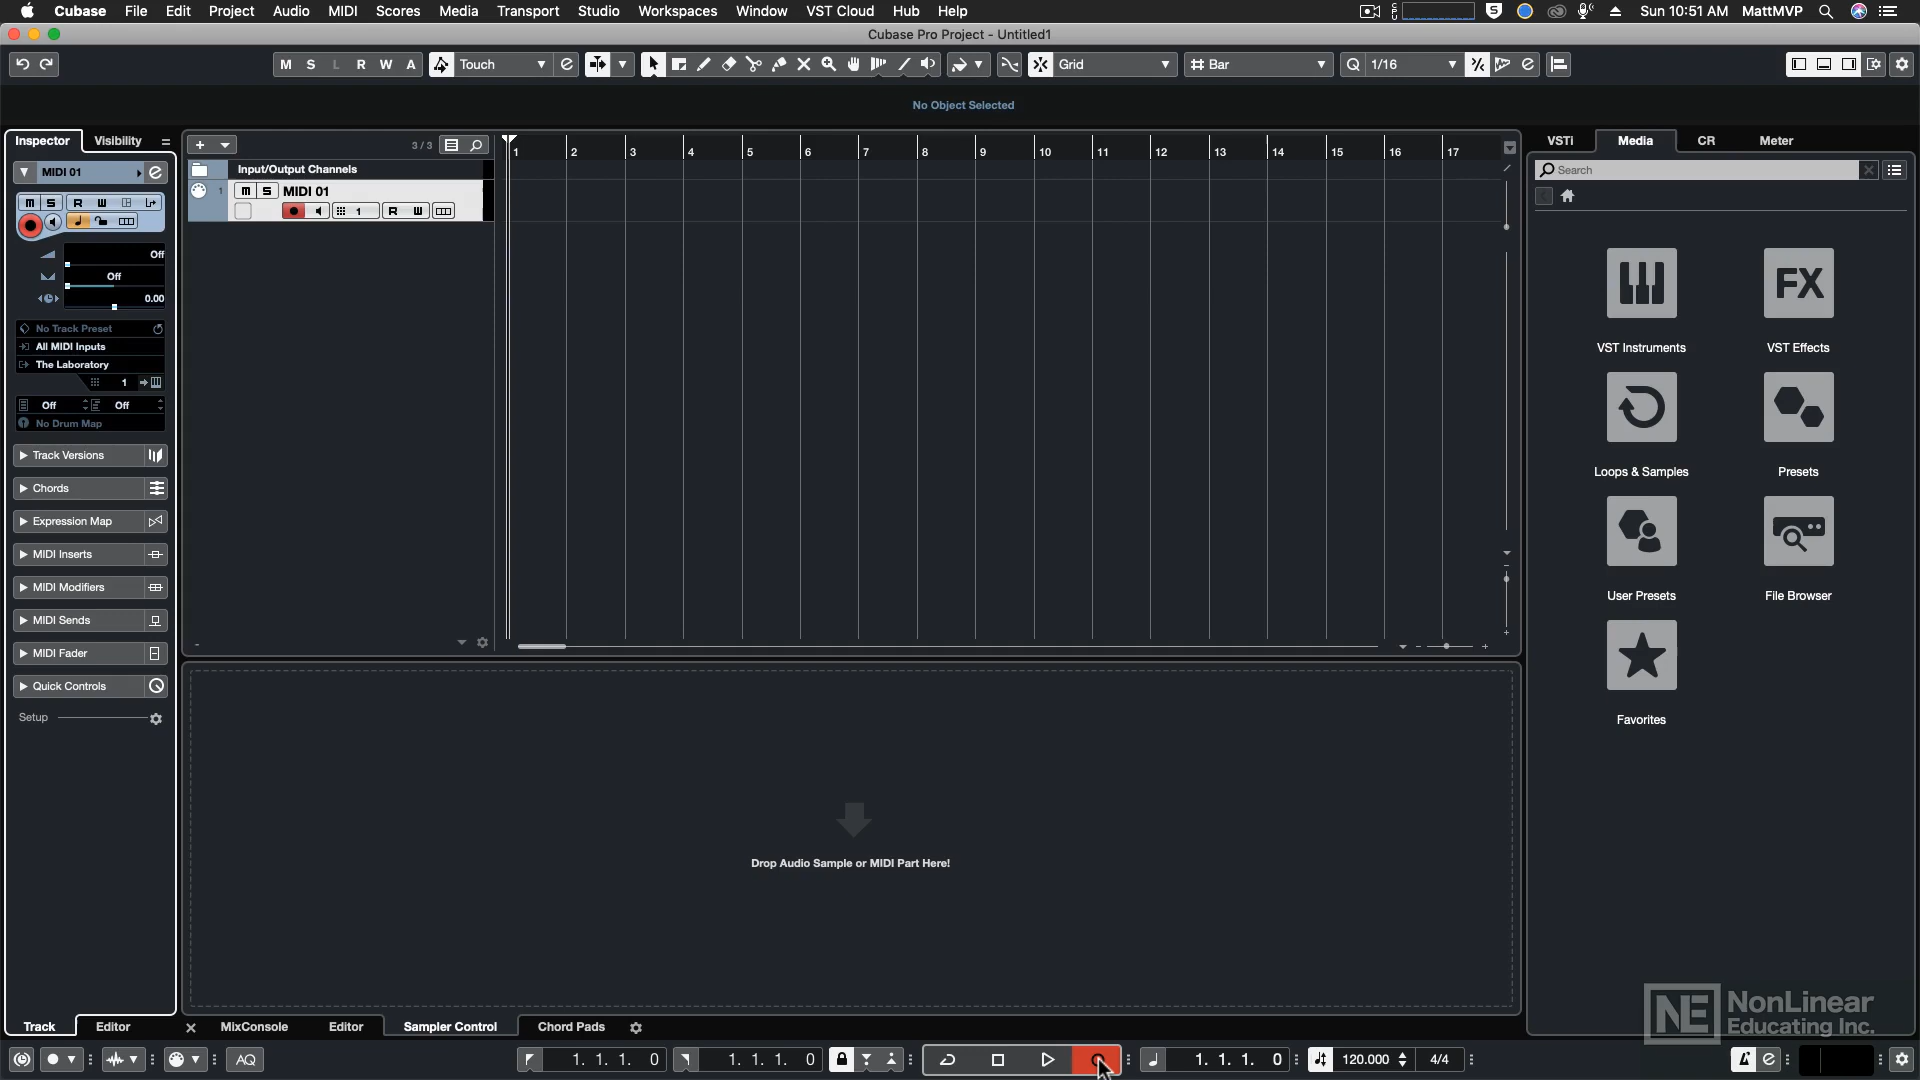 Cubase File Edit Project Audio MIDI Scores Media Transport Studio Workspaces Window VST Cloud Hub Help
Sun 10:51 AM MattMVP
Cubase Pro Project - Untitled1
M S L R W A Touch Grid Bar Q 1/16
No Object Selected
Inspector Visibility
3 / 3
1 2 3 4 5 6 7 8 9 10 11 12 13 14 15 16 17
VSTi Media CR Meter
Search
MIDI 01
Input/Output Channels
1 M S MIDI 01
1 R W
M S R W
Off
Off
0.00
No Track Preset
All MIDI Inputs
The Laboratory
1
Off Off
No Drum Map
Track Versions
Chords
Expression Map
MIDI Inserts
MIDI Modifiers
MIDI Sends
MIDI Fader
Quick Controls
Setup
FX
VST Instruments VST Effects
Loops & Samples Presets
User Presets File Browser
Favorites
Drop Audio Sample or MIDI Part Here!
NE NonLinear
Educating Inc.
Track Editor MixConsole Editor Sampler Control Chord Pads
AQ 1. 1. 1. 0 1. 1. 1. 0 1. 1. 1. 0 120.000 4/4